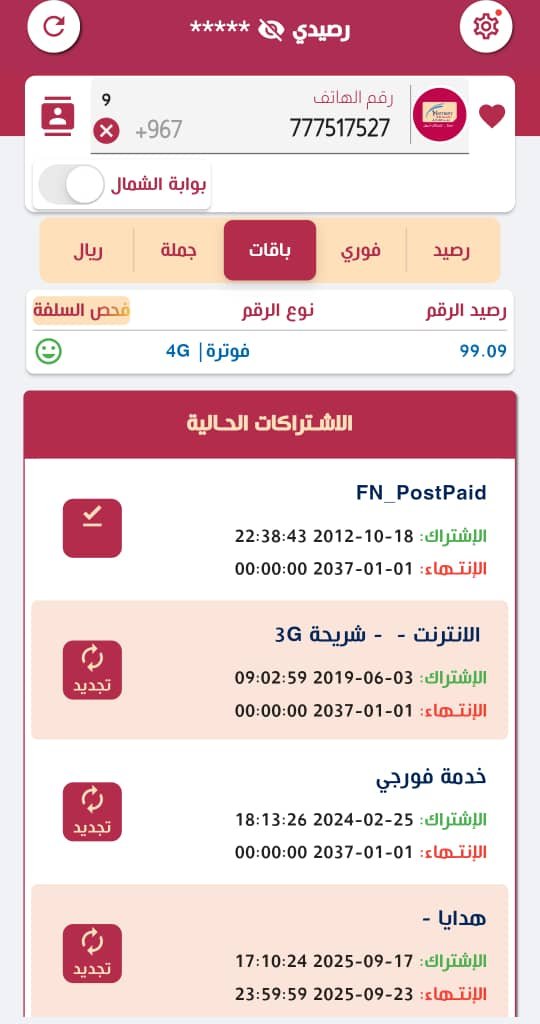 رصيدي *****
رقم الهاتف
9
777517527
+967
بوابة الشمال
رصيد
فوري
باقات
جملة
ريال
رصيد الرقم
نوع الرقم
فحص السلفة
99.09
فوترة | 4G
الاشتراكات الحالية
FN_PostPaid
الإشتراك: 2012-10-18 22:38:43
الإنتهاء: 2037-01-01 00:00:00
الانترنت - - شريحة 3G
الإشتراك: 2019-06-03 09:02:59
الإنتهاء: 2037-01-01 00:00:00
تجديد
خدمة فورجي
الإشتراك: 2024-02-25 18:13:26
الإنتهاء: 2037-01-01 00:00:00
تجديد
هدايا -
الإشتراك: 2025-09-17 17:10:24
الإنتهاء: 2025-09-23 23:59:59
تجديد